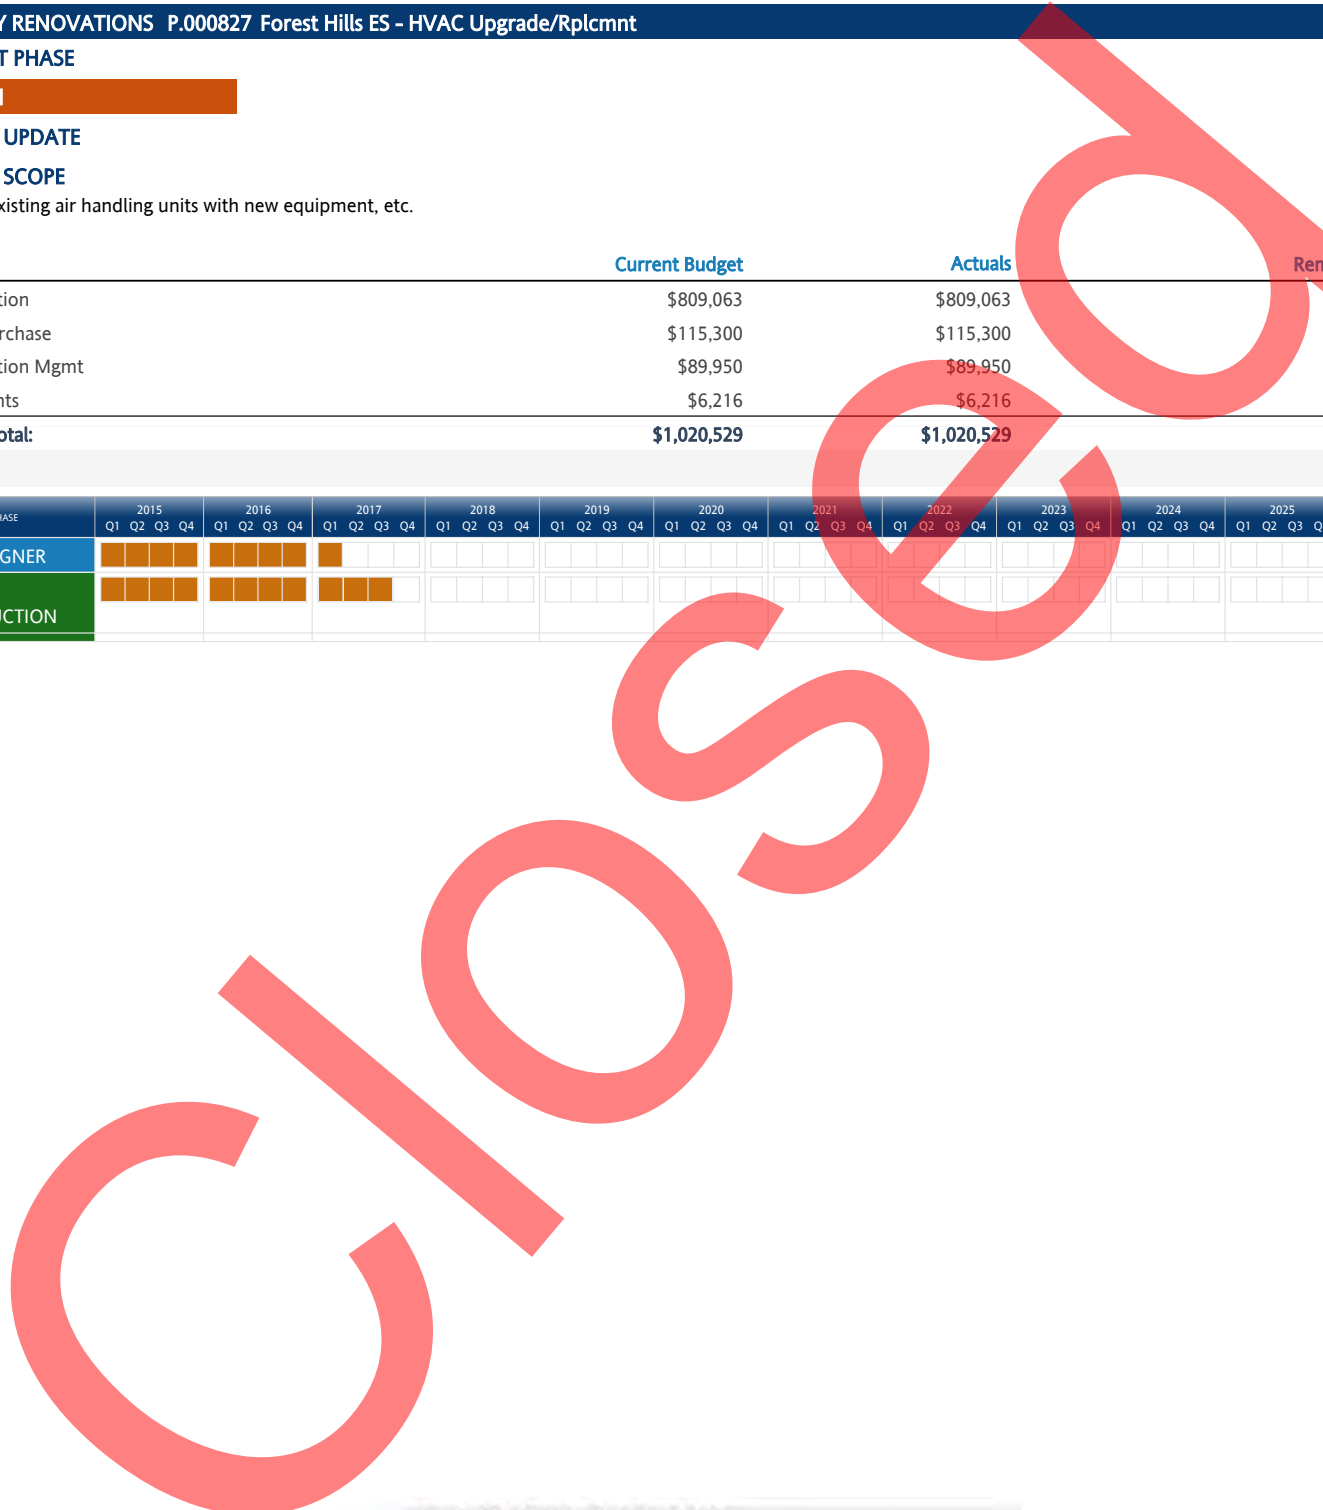 Y RENOVATIONS P.000827 Forest Hills ES - HVAC Upgrade/Rplcmnt
T PHASE
UPDATE
SCOPE
xisting air handling units with new equipment, etc.
Current Budget Actuals Rem
tion $809,063 $809,063
rchase $115,300 $115,300
tion Mgmt $89,950 $89,950
nts $6,216 $6,216
otal: $1,020,529 $1,020,529
HASE 2015 2016 2017 2018 2019 2020 2021 2022 2023 2024 2025
Q1 Q2 Q3 Q4 Q1 Q2 Q3 Q4 Q1 Q2 Q3 Q4 Q1 Q2 Q3 Q4 Q1 Q2 Q3 Q4 Q1 Q2 Q3 Q4 Q1 Q2 Q3 Q4 Q1 Q2 Q3 Q4 Q1 Q2 Q3 Q4 Q1 Q2 Q3 Q4 Q1 Q2 Q3 Q
GNER
UCTION
Closed